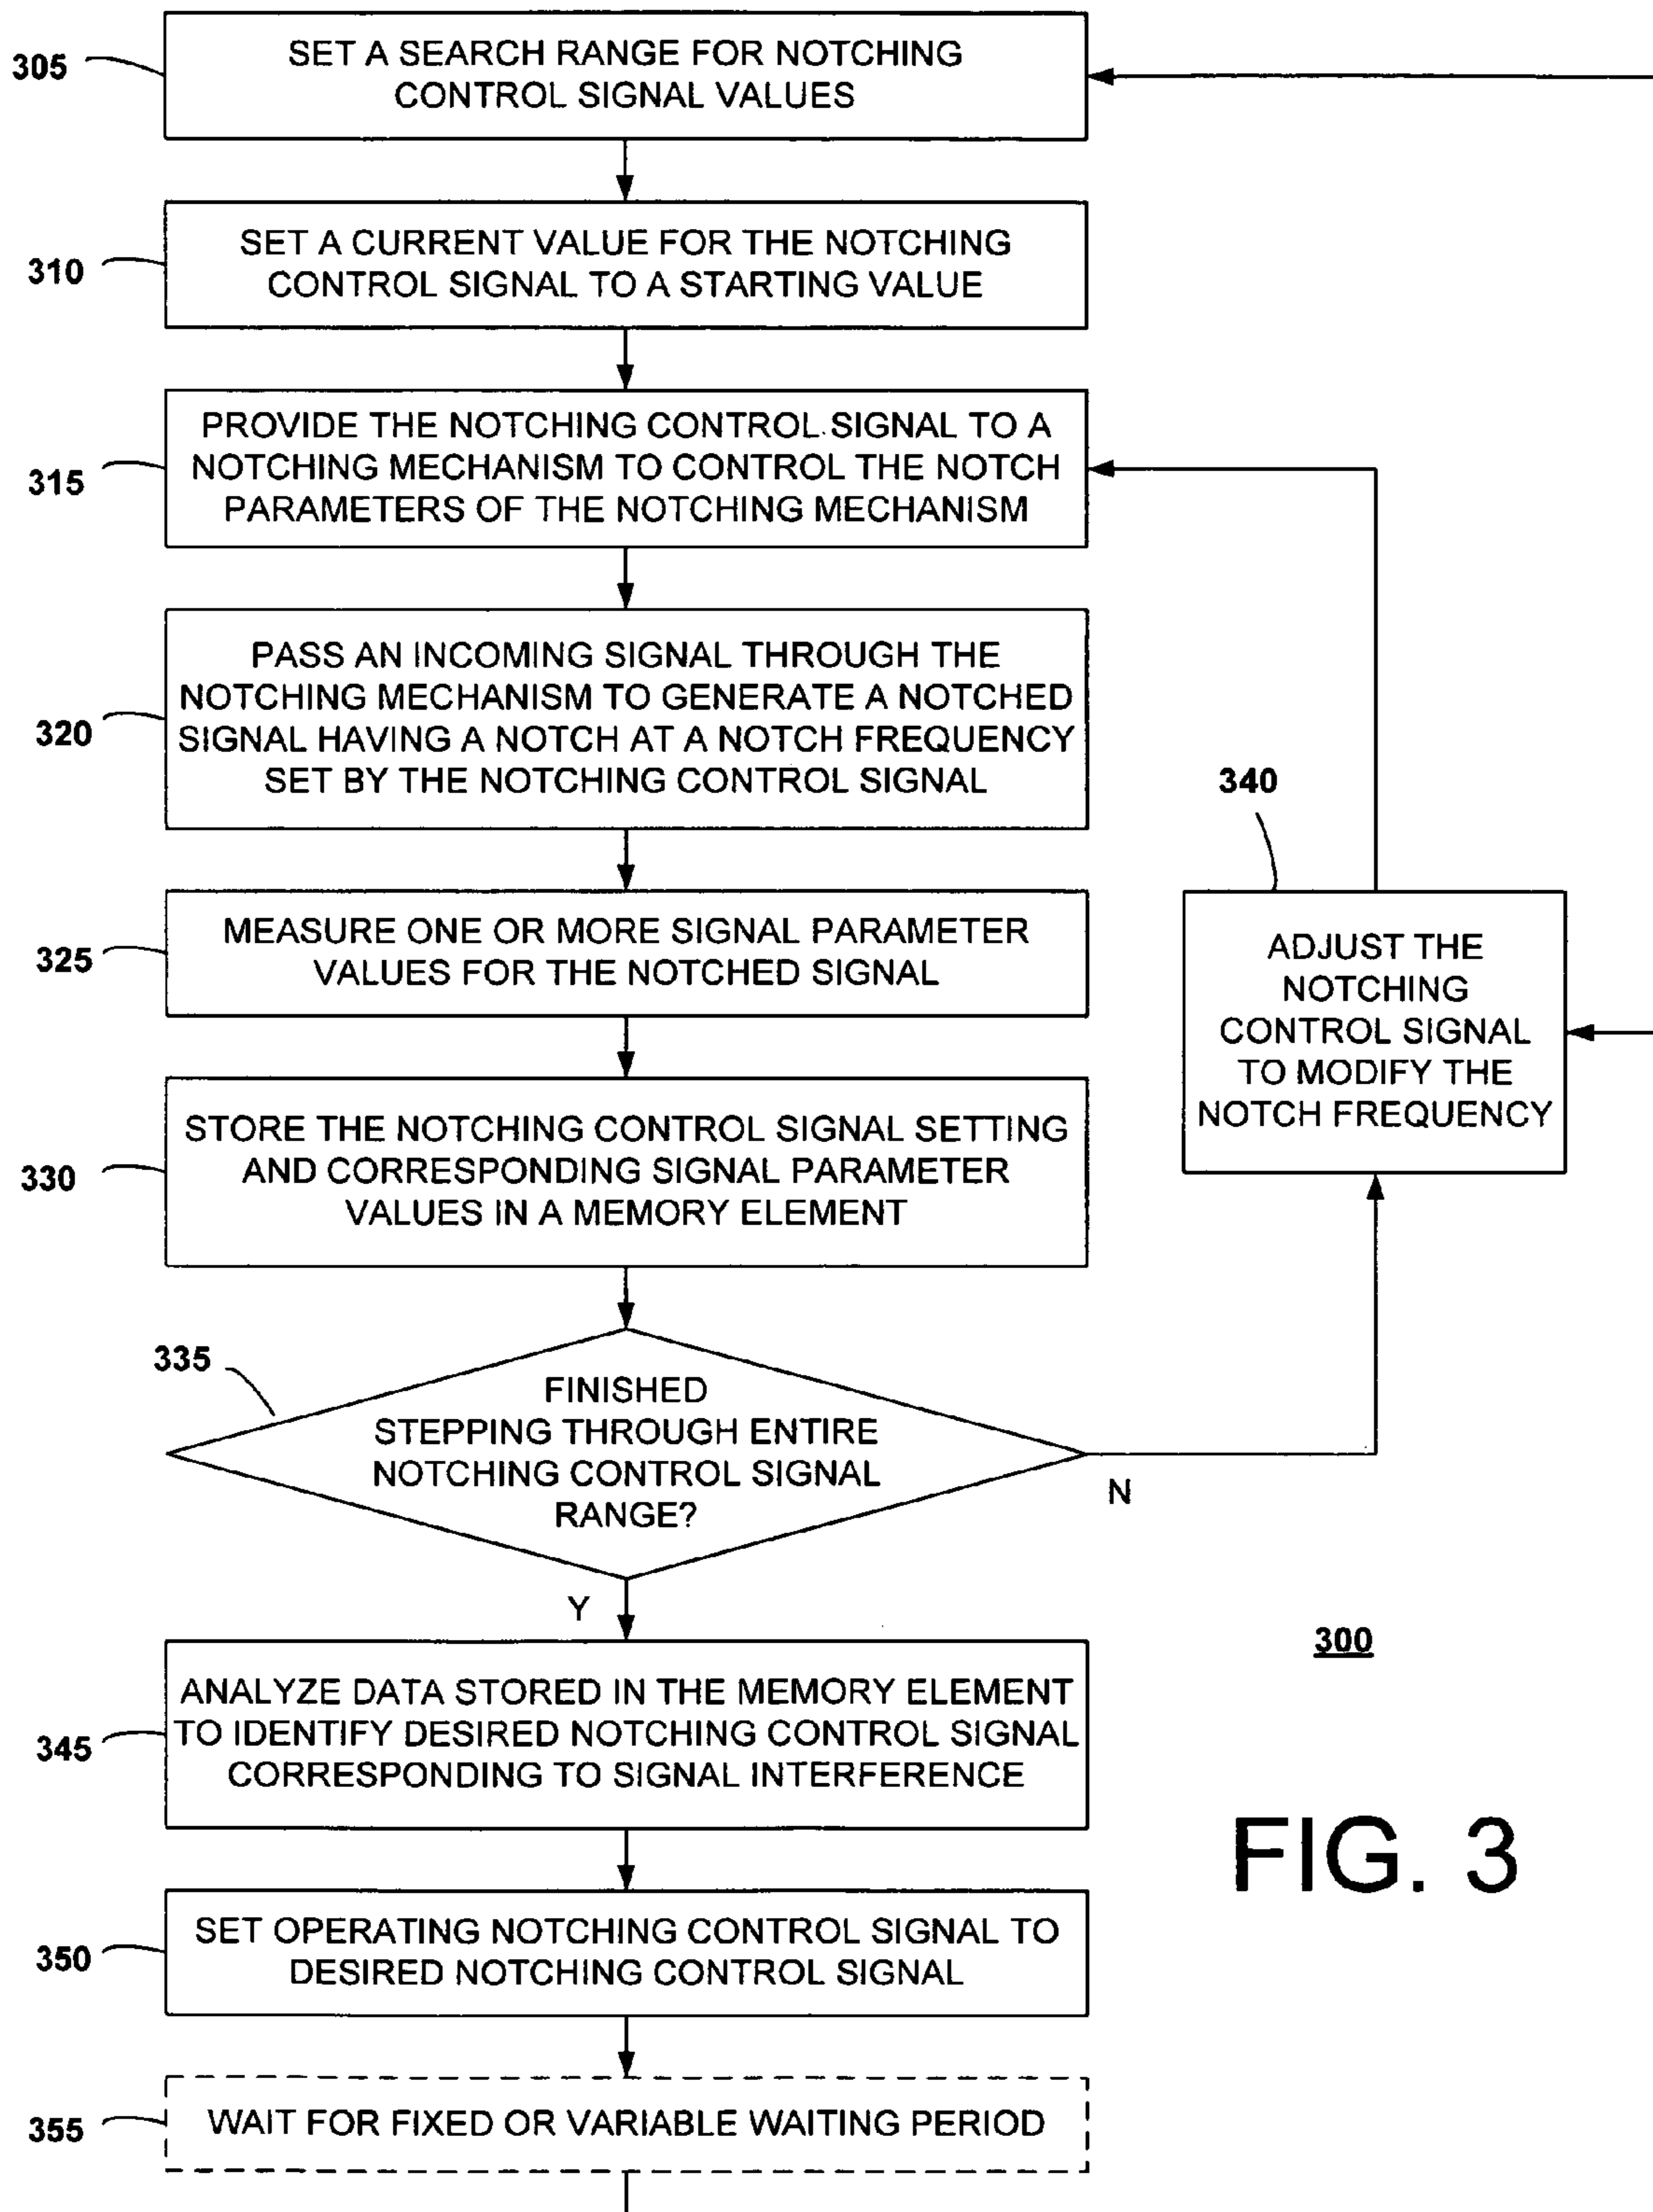 305
SET A SEARCH RANGE FOR NOTCHING
CONTROL SIGNAL VALUES
310
SET A CURRENT VALUE FOR THE NOTCHING
CONTROL SIGNAL TO A STARTING VALUE
315
PROVIDE THE NOTCHING CONTROL SIGNAL TO A
NOTCHING MECHANISM TO CONTROL THE NOTCH
PARAMETERS OF THE NOTCHING MECHANISM
320
PASS AN INCOMING SIGNAL THROUGH THE
NOTCHING MECHANISM TO GENERATE A NOTCHED
SIGNAL HAVING A NOTCH AT A NOTCH FREQUENCY
SET BY THE NOTCHING CONTROL SIGNAL
325
MEASURE ONE OR MORE SIGNAL PARAMETER
VALUES FOR THE NOTCHED SIGNAL
330
STORE THE NOTCHING CONTROL SIGNAL SETTING
AND CORRESPONDING SIGNAL PARAMETER
VALUES IN A MEMORY ELEMENT
335
FINISHED
STEPPING THROUGH ENTIRE
NOTCHING CONTROL SIGNAL
RANGE?
N
Y
340
ADJUST THE
NOTCHING
CONTROL SIGNAL
TO MODIFY THE
NOTCH FREQUENCY
345
ANALYZE DATA STORED IN THE MEMORY ELEMENT
TO IDENTIFY DESIRED NOTCHING CONTROL SIGNAL
CORRESPONDING TO SIGNAL INTERFERENCE
350
SET OPERATING NOTCHING CONTROL SIGNAL TO
DESIRED NOTCHING CONTROL SIGNAL
355
WAIT FOR FIXED OR VARIABLE WAITING PERIOD
300
FIG. 3